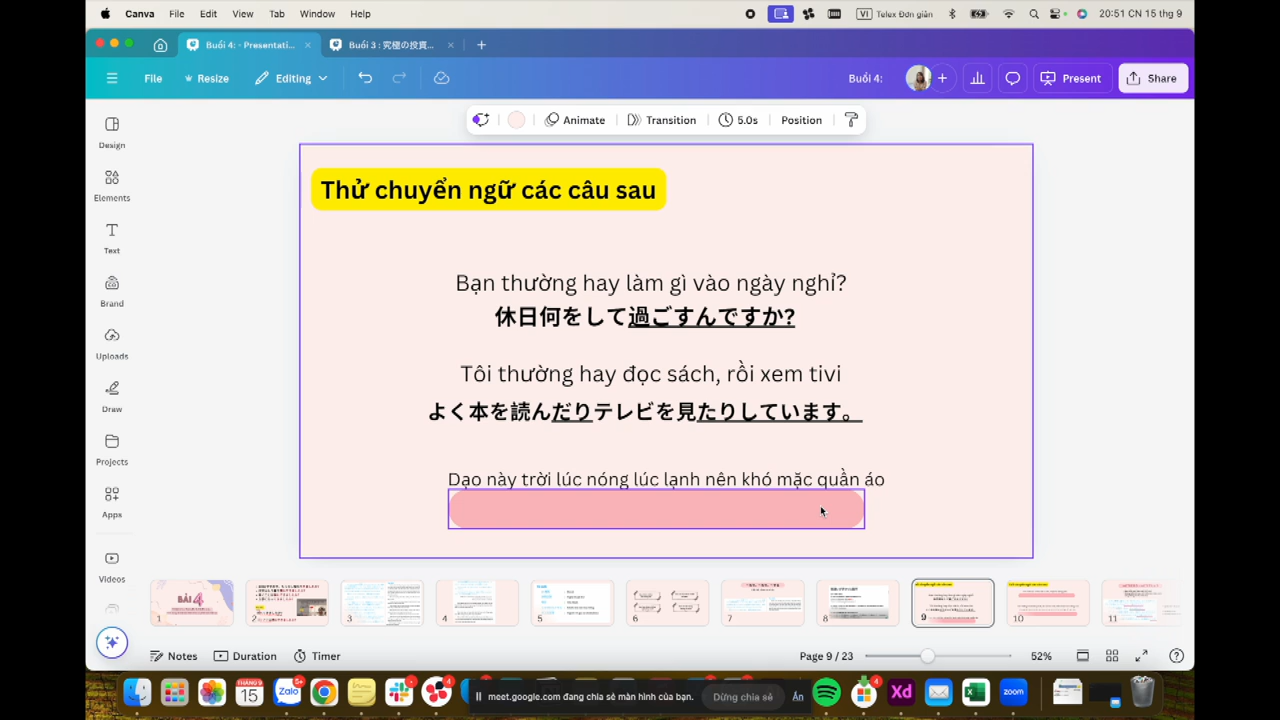 Canva File Edit View Tab Window Help
VI Telex Đơn giản 20:51 CN 15 thg 9
Buổi 4: - Presentati... Buổi 3 : 究極の投資...
File Resize Editing Buổi 4: Present Share
Animate Transition 5.0s Position
Design
Elements
Text
Brand
Uploads
Draw
Projects
Apps
Videos
Thử chuyển ngữ các câu sau
Bạn thường hay làm gì vào ngày nghỉ?
休日何をして過ごすんですか?
Tôi thường hay đọc sách, rồi xem tivi
よく本を読んだりテレビを見たりしています。
Dạo này trời lúc nóng lúc lạnh nên khó mặc quần áo
BÀI 4
1 2 3 4 5 6 7 8 9 10 11
Notes Duration Timer Page 9 / 23 52%
THÁNG 9
15
Zalo
5+
4
meet.google.com đang chia sẻ màn hình của bạn. Dừng chia sẻ Ẩn
4
Xd
zoom